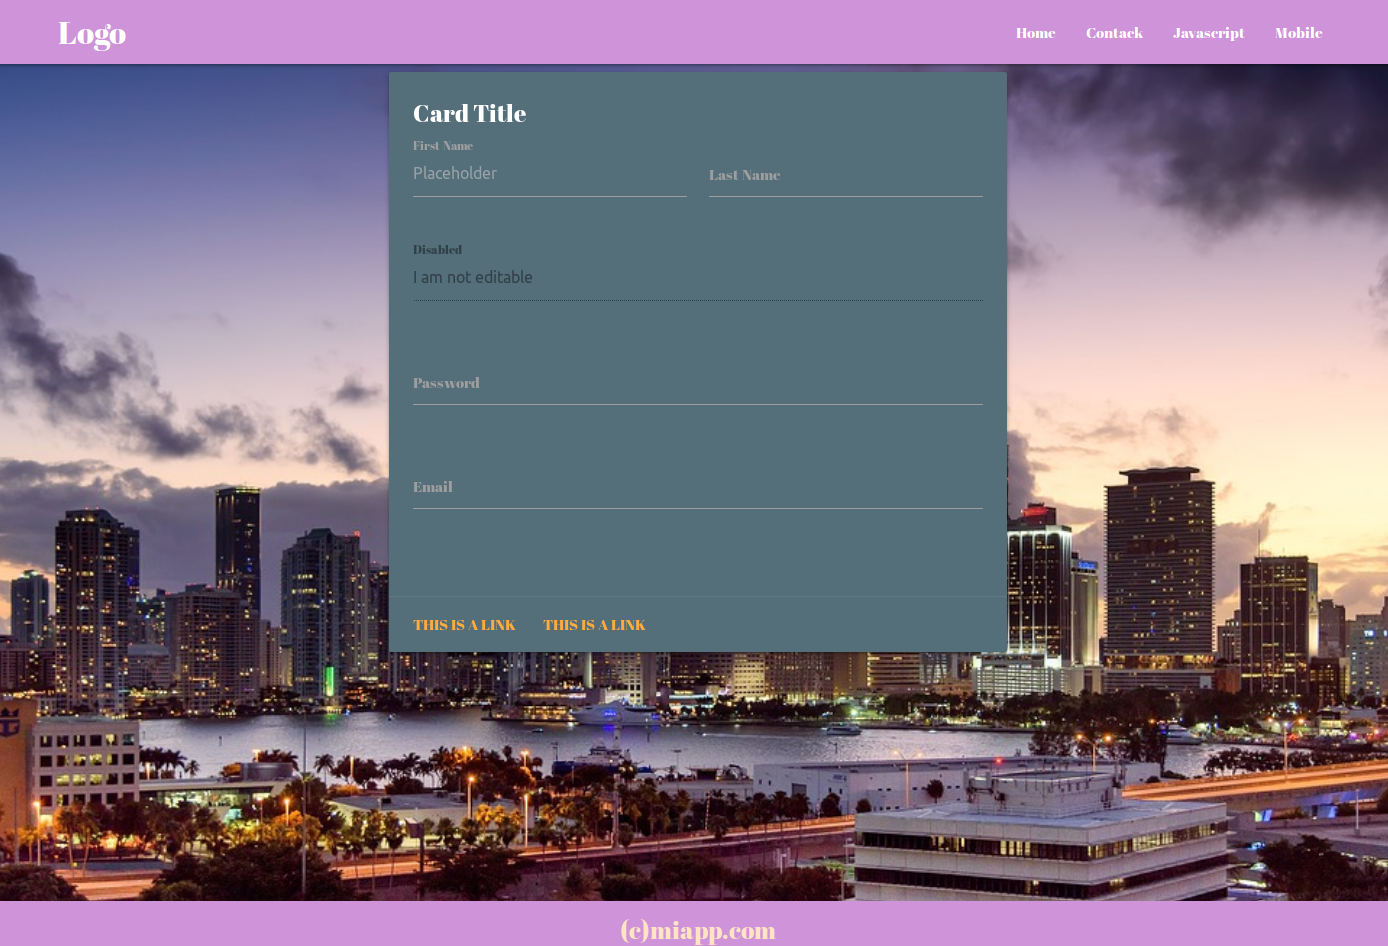 Logo
Home Contack Javascript Mobile
Card Title
First Name
Placeholder
Last Name
Disabled
I am not editable
Password
Email
THIS IS A LINK THIS IS A LINK
(c)miapp.com